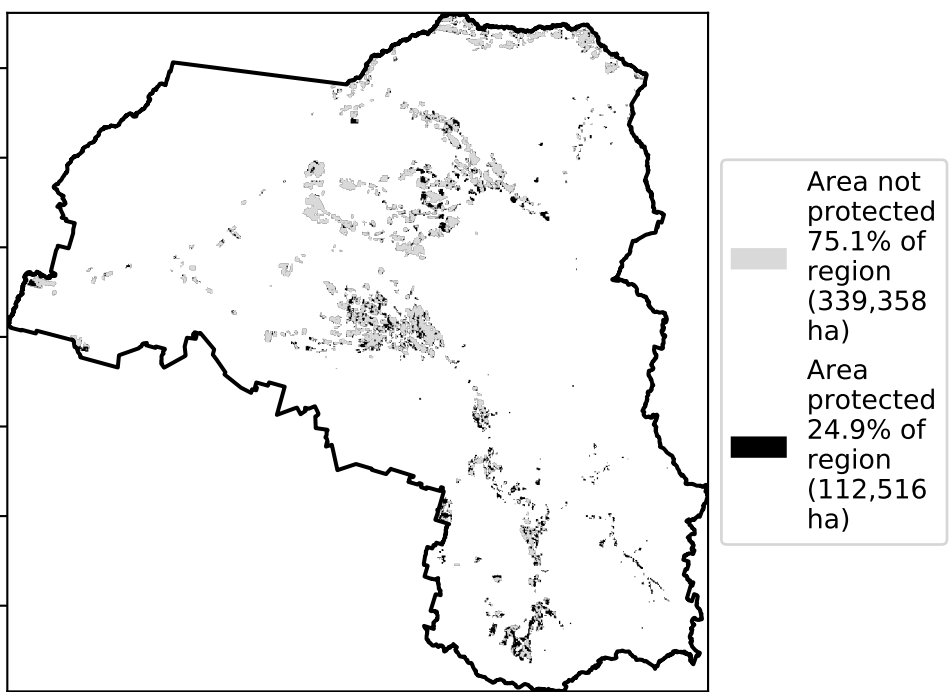 Area not
protected
75.1% of
region
(339,358
ha)
Area
protected
24.9% of
region
(112,516
ha)